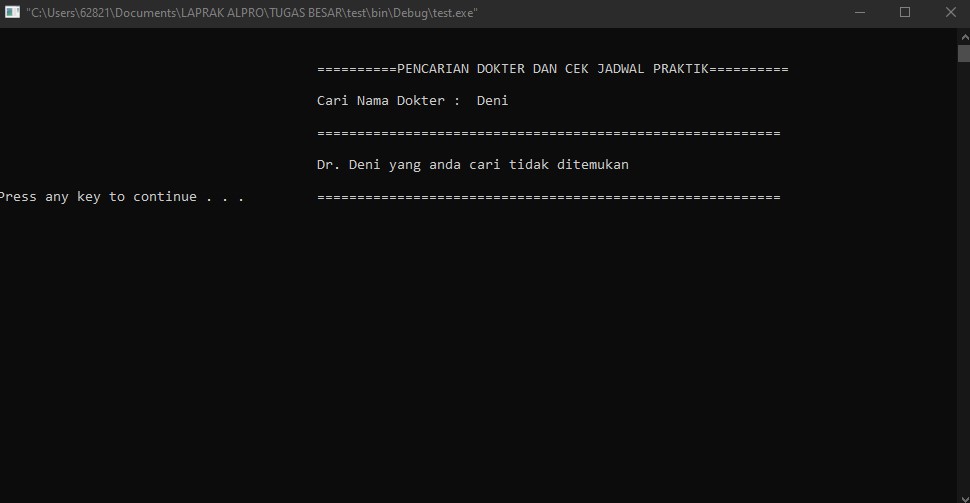 "C:\Users\62821\Documents\LAPRAK ALPRO\TUGAS BESAR\test\bin\Debug\test.exe"
==========PENCARIAN DOKTER DAN CEK JADWAL PRAKTIK==========
Cari Nama Dokter :  Deni
==========================================================
Dr. Deni yang anda cari tidak ditemukan
Press any key to continue . . .         ==========================================================